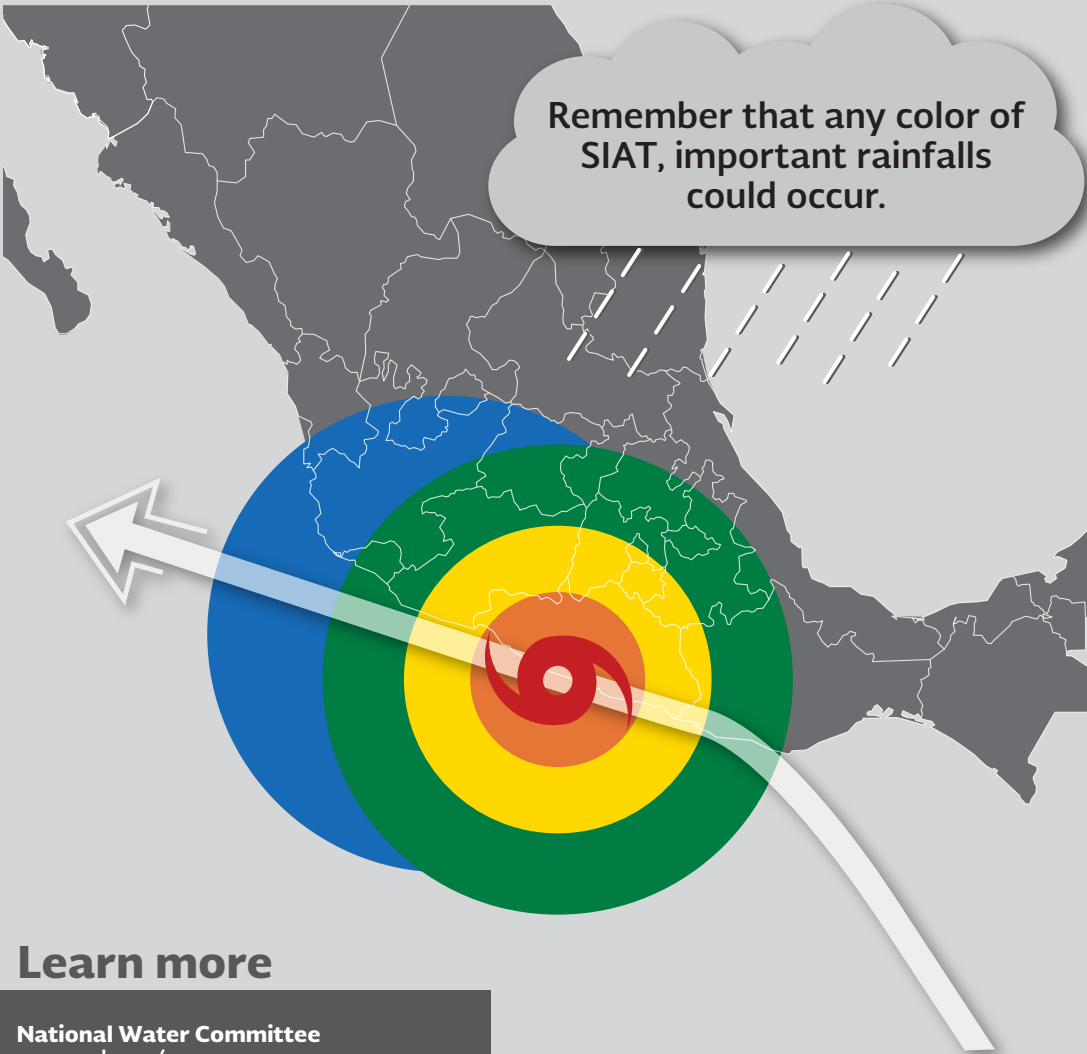 Remember that any color of
SIAT, important rainfalls
could occur.
Learn more
National Water Committee